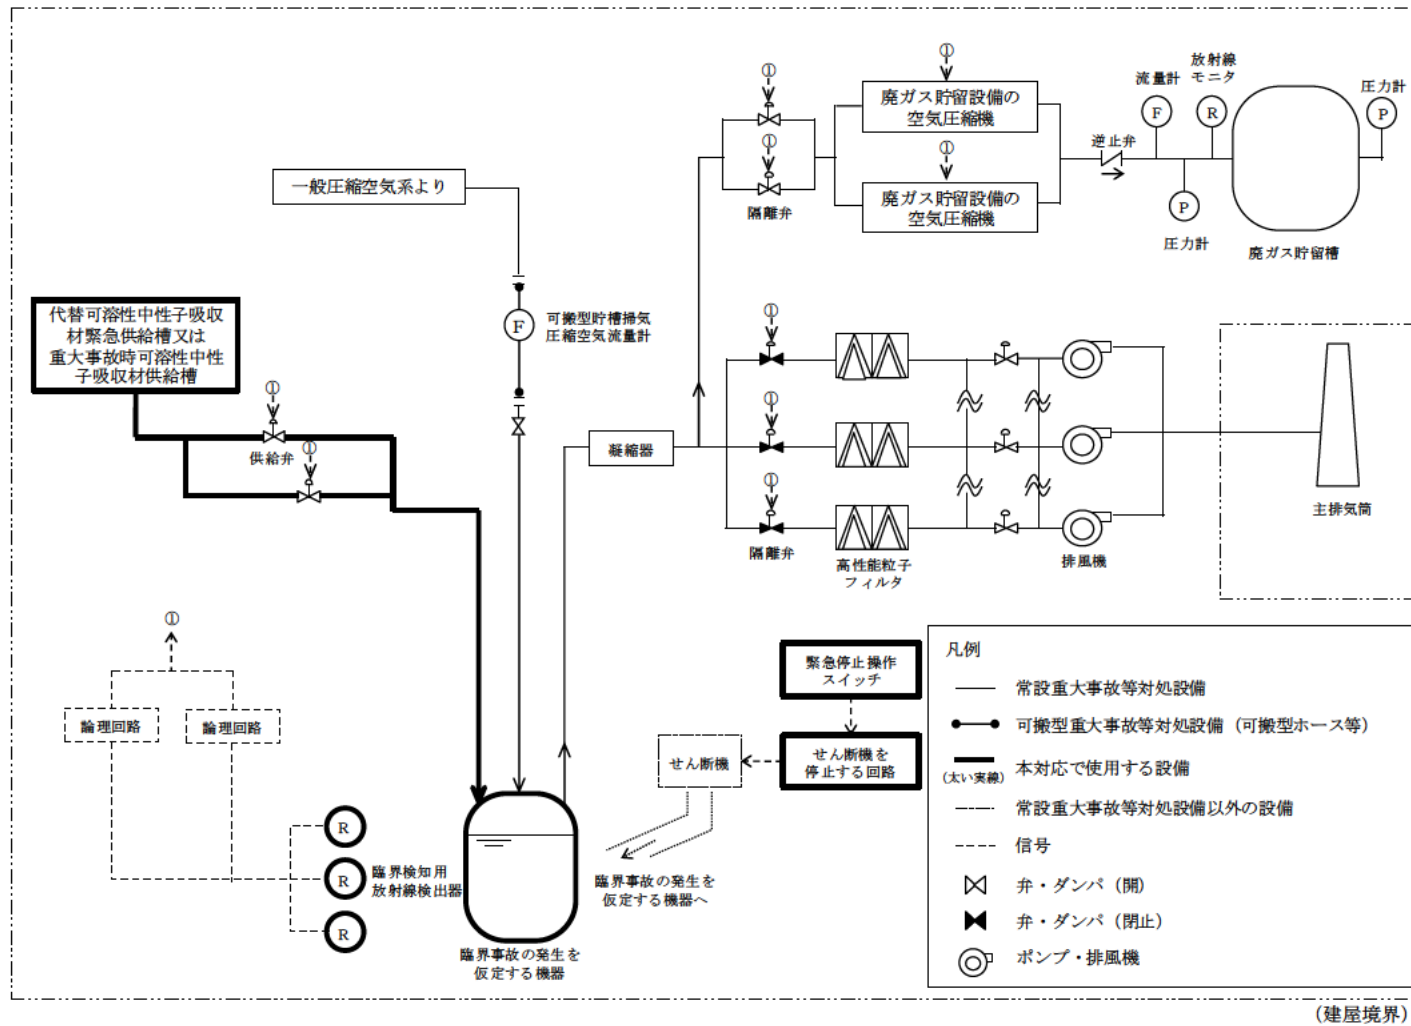 ①
廃ガス貯留設備の
空気圧縮機
①
①
隔離弁
①
廃ガス貯留設備の
空気圧縮機
逆止弁
流量計
F
放射線
モニタ
R
P
圧力計
圧力計
P
廃ガス貯留槽
一般圧縮空気系より
F
可搬型貯槽掃気
圧縮空気流量計
代替可溶性中性子吸収
材緊急供給槽又は
重大事故時可溶性中性
子吸収材供給槽
①
供給弁
①
凝縮器
①
①
①
隔離弁
高性能粒子
フィルタ
排風機
主排気筒
①
論理回路
論理回路
R
R
R
臨界検知用
放射線検出器
臨界事故の発生を
仮定する機器
緊急停止操作
スイッチ
せん断機を
停止する回路
せん断機
臨界事故の発生を
仮定する機器へ
凡例
常設重大事故等対処設備
可搬型重大事故等対処設備(可搬型ホース等)
(太い実線)
本対応で使用する設備
常設重大事故等対処設備以外の設備
信号
弁・ダンパ(開)
弁・ダンパ(閉止)
ポンプ・排風機
(建屋境界)